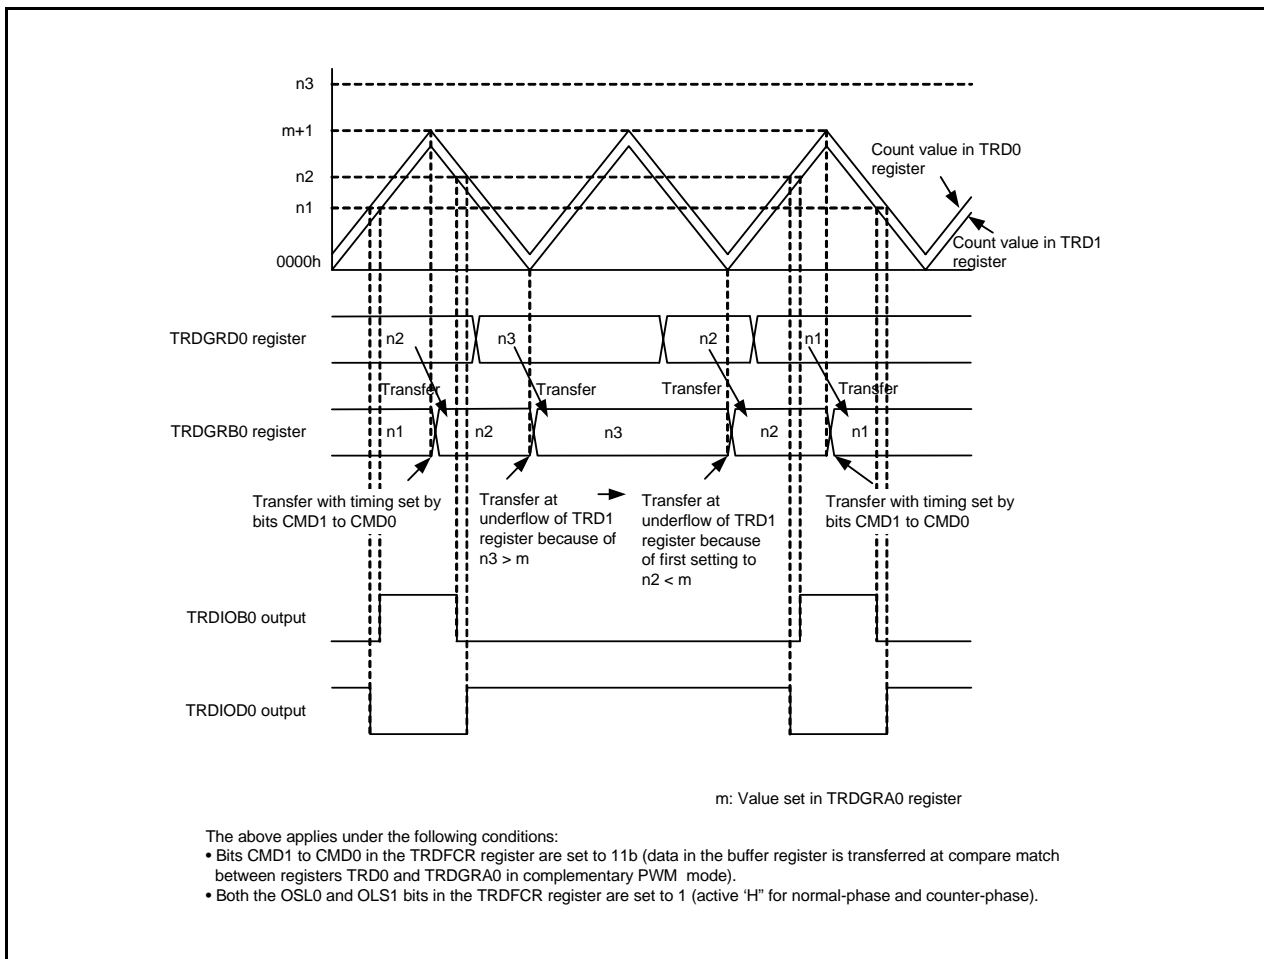 n3
m+1
n2
n1
0000h
Count value in TRD0
register
Count value in TRD1
register
TRDGRD0 register
n2
n3
n2
n1
Transfer
Transfer
Transfer
Transfer
TRDGRB0 register
n1
n2
n3
n2
n1
Transfer with timing set by
bits CMD1 to CMD0
Transfer at
underflow of TRD1
register because of
n3 > m
Transfer at
underflow of TRD1
register because
of first setting to
n2 < m
Transfer with timing set by
bits CMD1 to CMD0
TRDIOB0 output
TRDIOD0 output
m: Value set in TRDGRA0 register
The above applies under the following conditions:
• Bits CMD1 to CMD0 in the TRDFCR register are set to 11b (data in the buffer register is transferred at compare match
between registers TRD0 and TRDGRA0 in complementary PWM mode).
• Both the OSL0 and OLS1 bits in the TRDFCR register are set to 1 (active ‘H” for normal-phase and counter-phase).